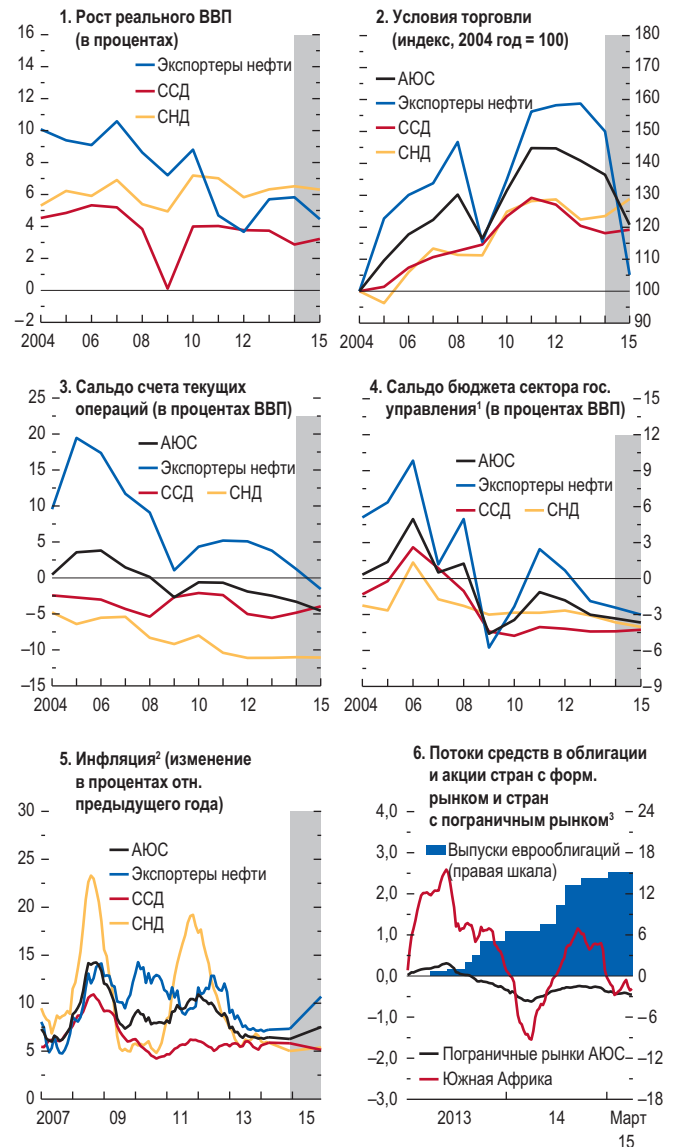 1. Рост реального ВВП
(в процентах)
16
14
12
10
8
6
4
2
0
–2
Экспортеры нефти
ССД
СНД
2004 06 08 10 12 15
2. Условия торговли
(индекс, 2004 год = 100)
180
170
160
150
140
130
120
110
100
90
АЮС
Экспортеры нефти
ССД
СНД
2004 06 08 10 12 15
3. Сальдо счета текущих
операций (в процентах ВВП)
25
20
15
10
5
0
–5
–10
–15
АЮС
Экспортеры нефти
ССД СНД
2004 06 08 10 12 15
4. Сальдо бюджета сектора гос.
управления¹ (в процентах ВВП)
15
12
9
6
3
0
–3
–6
–9
АЮС
Экспортеры нефти
ССД СНД
2004 06 08 10 12 15
5. Инфляция² (изменение
в процентах отн.
предыдущего года)
30
25
20
15
10
5
0
АЮС
Экспортеры нефти
ССД
СНД
2007 09 11 13 15
6. Потоки средств в облигации
и акции стран с форм.
рынком и стран
с пограничным рынком³
4,0
3,0
2,0
1,0
0,0
–1,0
–2,0
–3,0
24
18
12
6
0
–6
–12
–18
Выпуски еврооблигаций
(правая шкала)
Пограничные рынки АЮС
Южная Африка
2013 14 Март
15